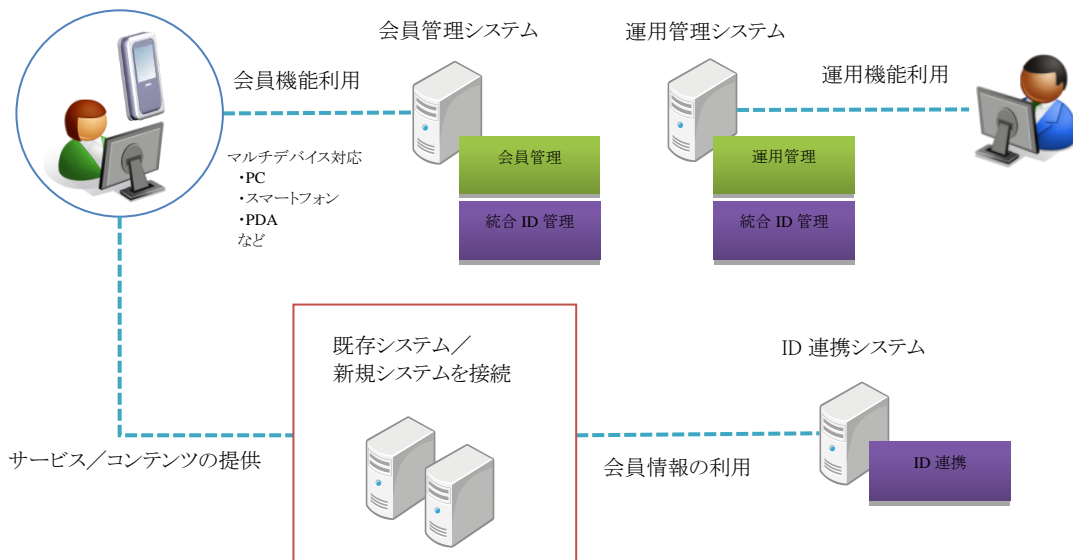 会員管理システム
運用管理システム
会員機能利用
運用機能利用
マルチデバイス対応
・PC
・スマートフォン
・PDA
など
会員管理
統合 ID 管理
運用管理
統合 ID 管理
既存システム／
新規システムを接続
ID 連携システム
サービス／コンテンツの提供
会員情報の利用
ID 連携